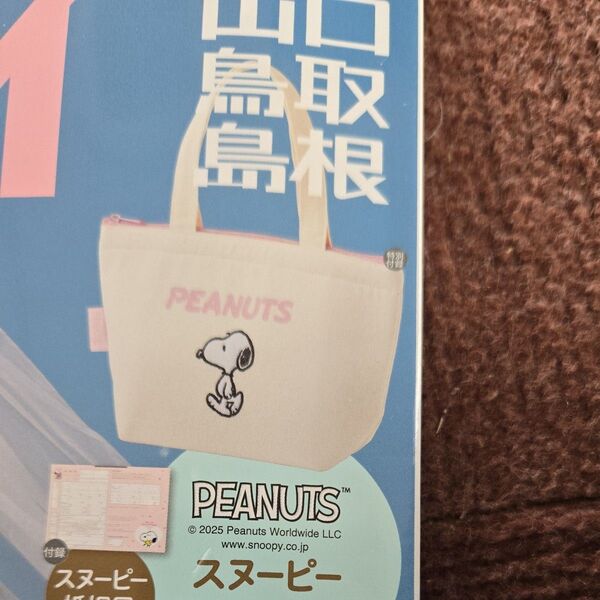 山口
鳥取
島根
特別
付録
PEANUTS
PEANUTS™
© 2025 Peanuts Worldwide LLC
www.snoopy.co.jp
付録
スヌーピー
スヌーピー